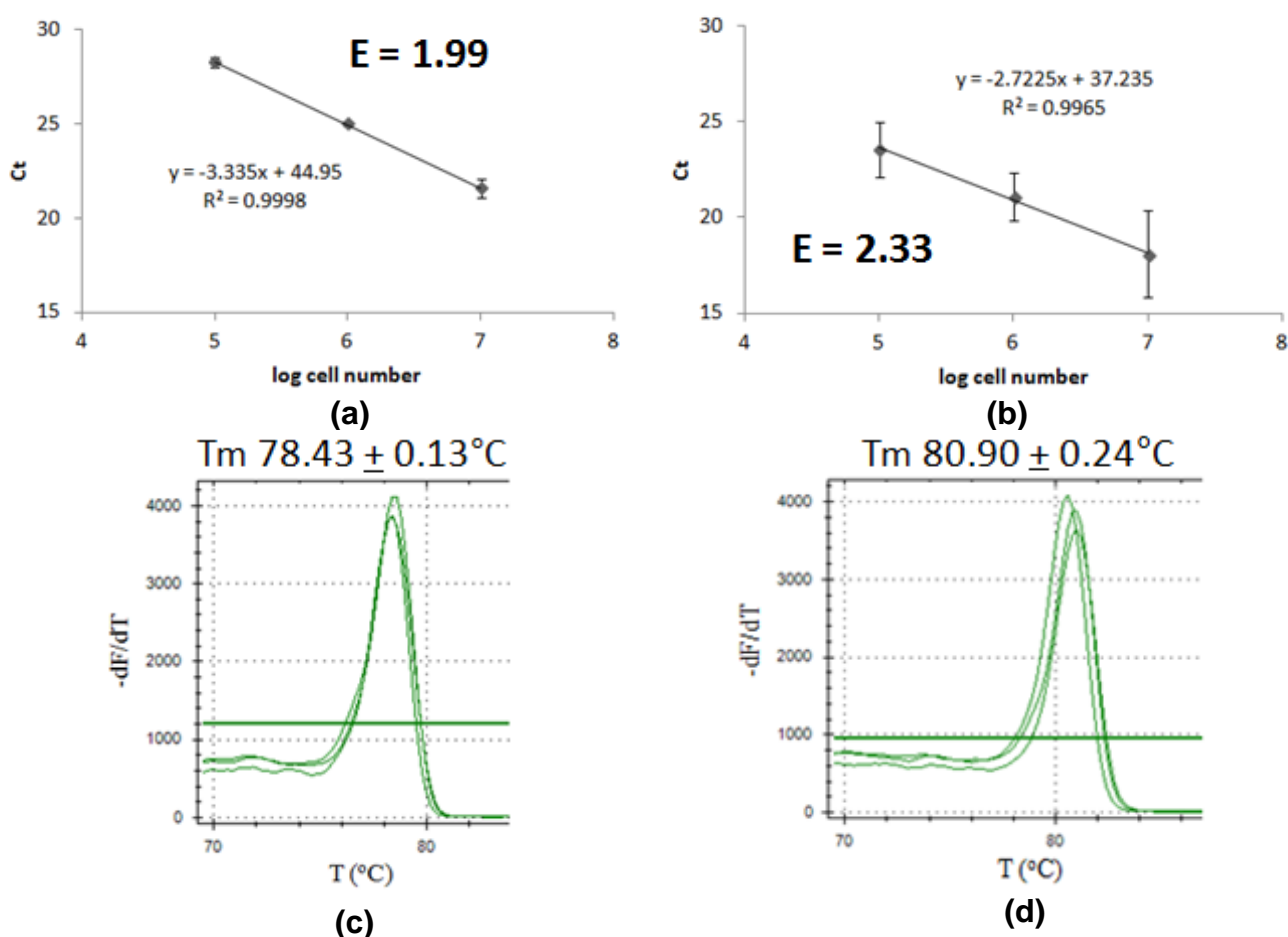 30
25
20
15
Ct
E = 1.99
y = -3.335x + 44.95
R² = 0.9998
4 5 6 7 8
log cell number
(a)
30
25
20
15
Ct
y = -2.7225x + 37.235
R² = 0.9965
E = 2.33
4 5 6 7 8
log cell number
(b)
Tm 78.43 ± 0.13°C
4000
3000
2000
1000
0
-dF/dT
70 80
T (°C)
(c)
Tm 80.90 ± 0.24°C
4000
3000
2000
1000
0
-dF/dT
70 80
T (°C)
(d)